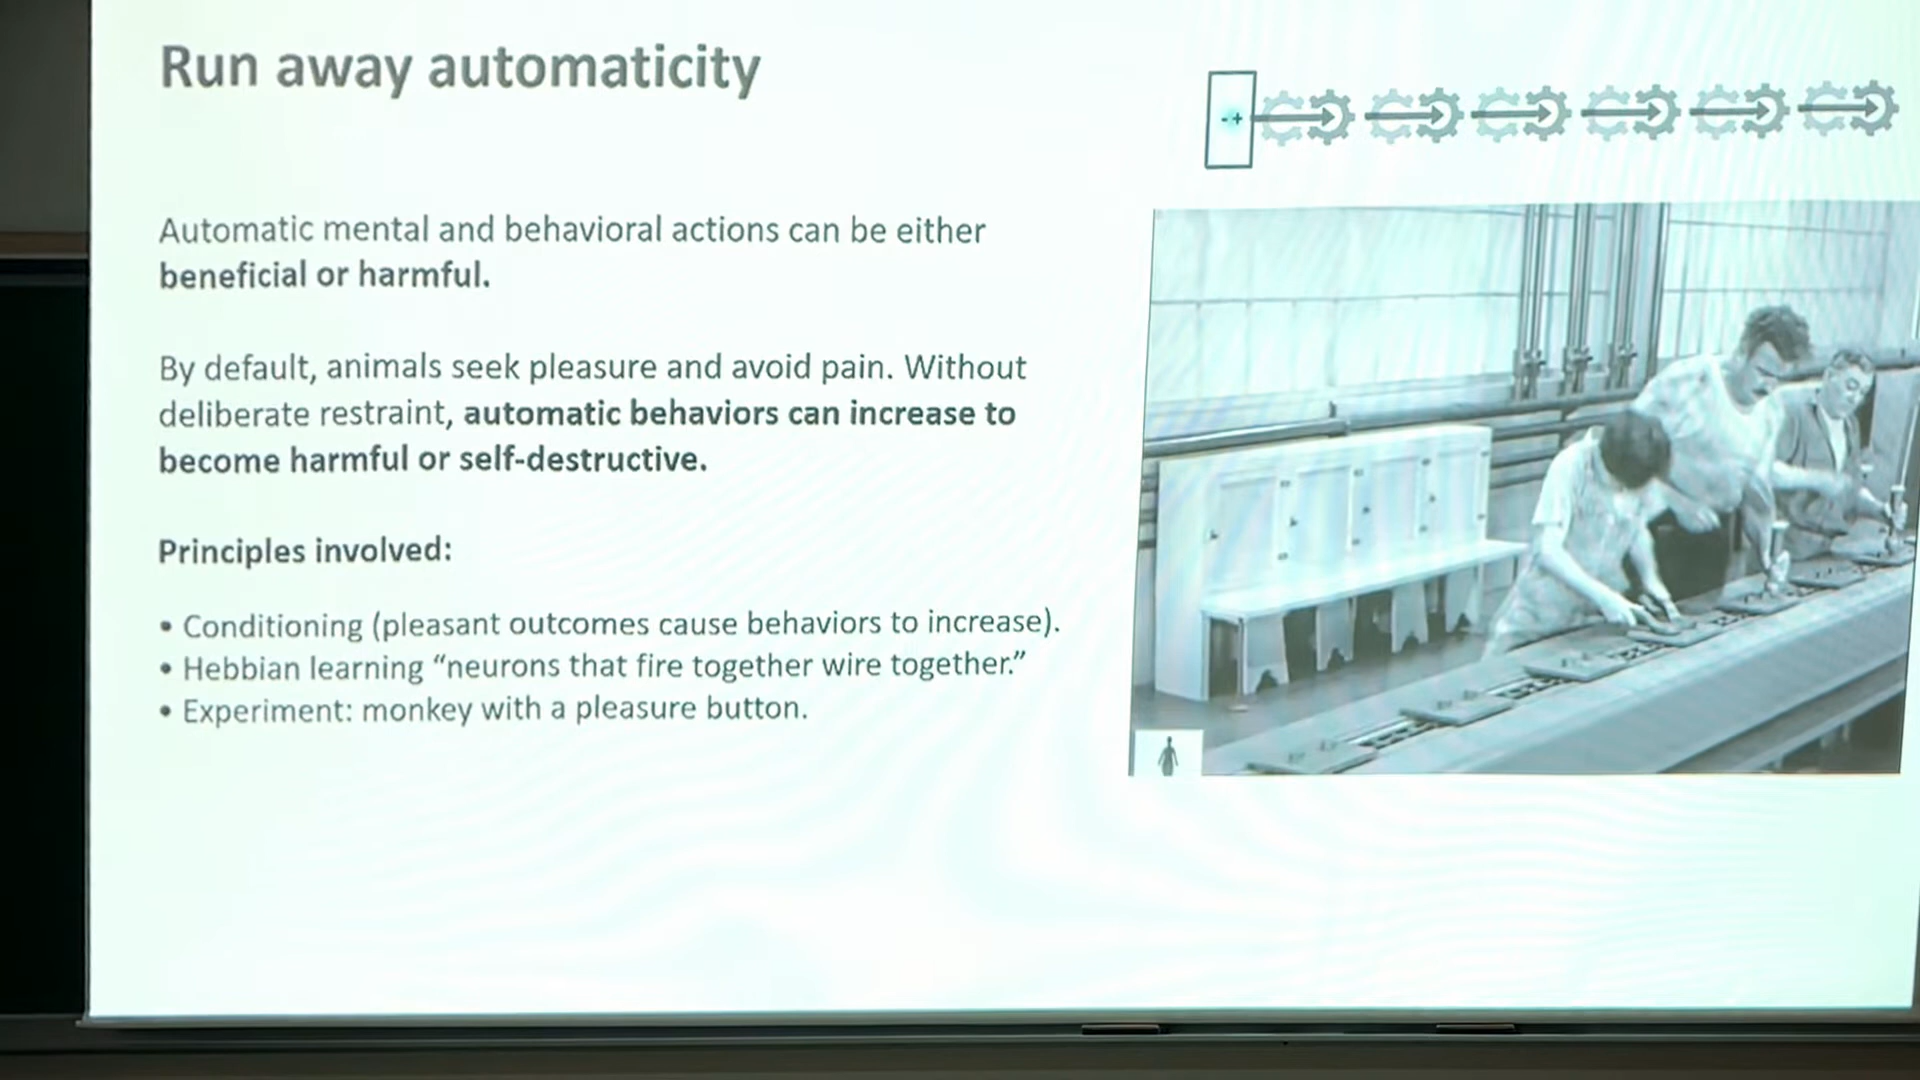 Run away automaticity
- +
Automatic mental and behavioral actions can be either
beneficial or harmful.
By default, animals seek pleasure and avoid pain. Without
deliberate restraint, automatic behaviors can increase to
become harmful or self-destructive.
Principles involved:
• Conditioning (pleasant outcomes cause behaviors to increase).
• Hebbian learning “neurons that fire together wire together.”
• Experiment: monkey with a pleasure button.